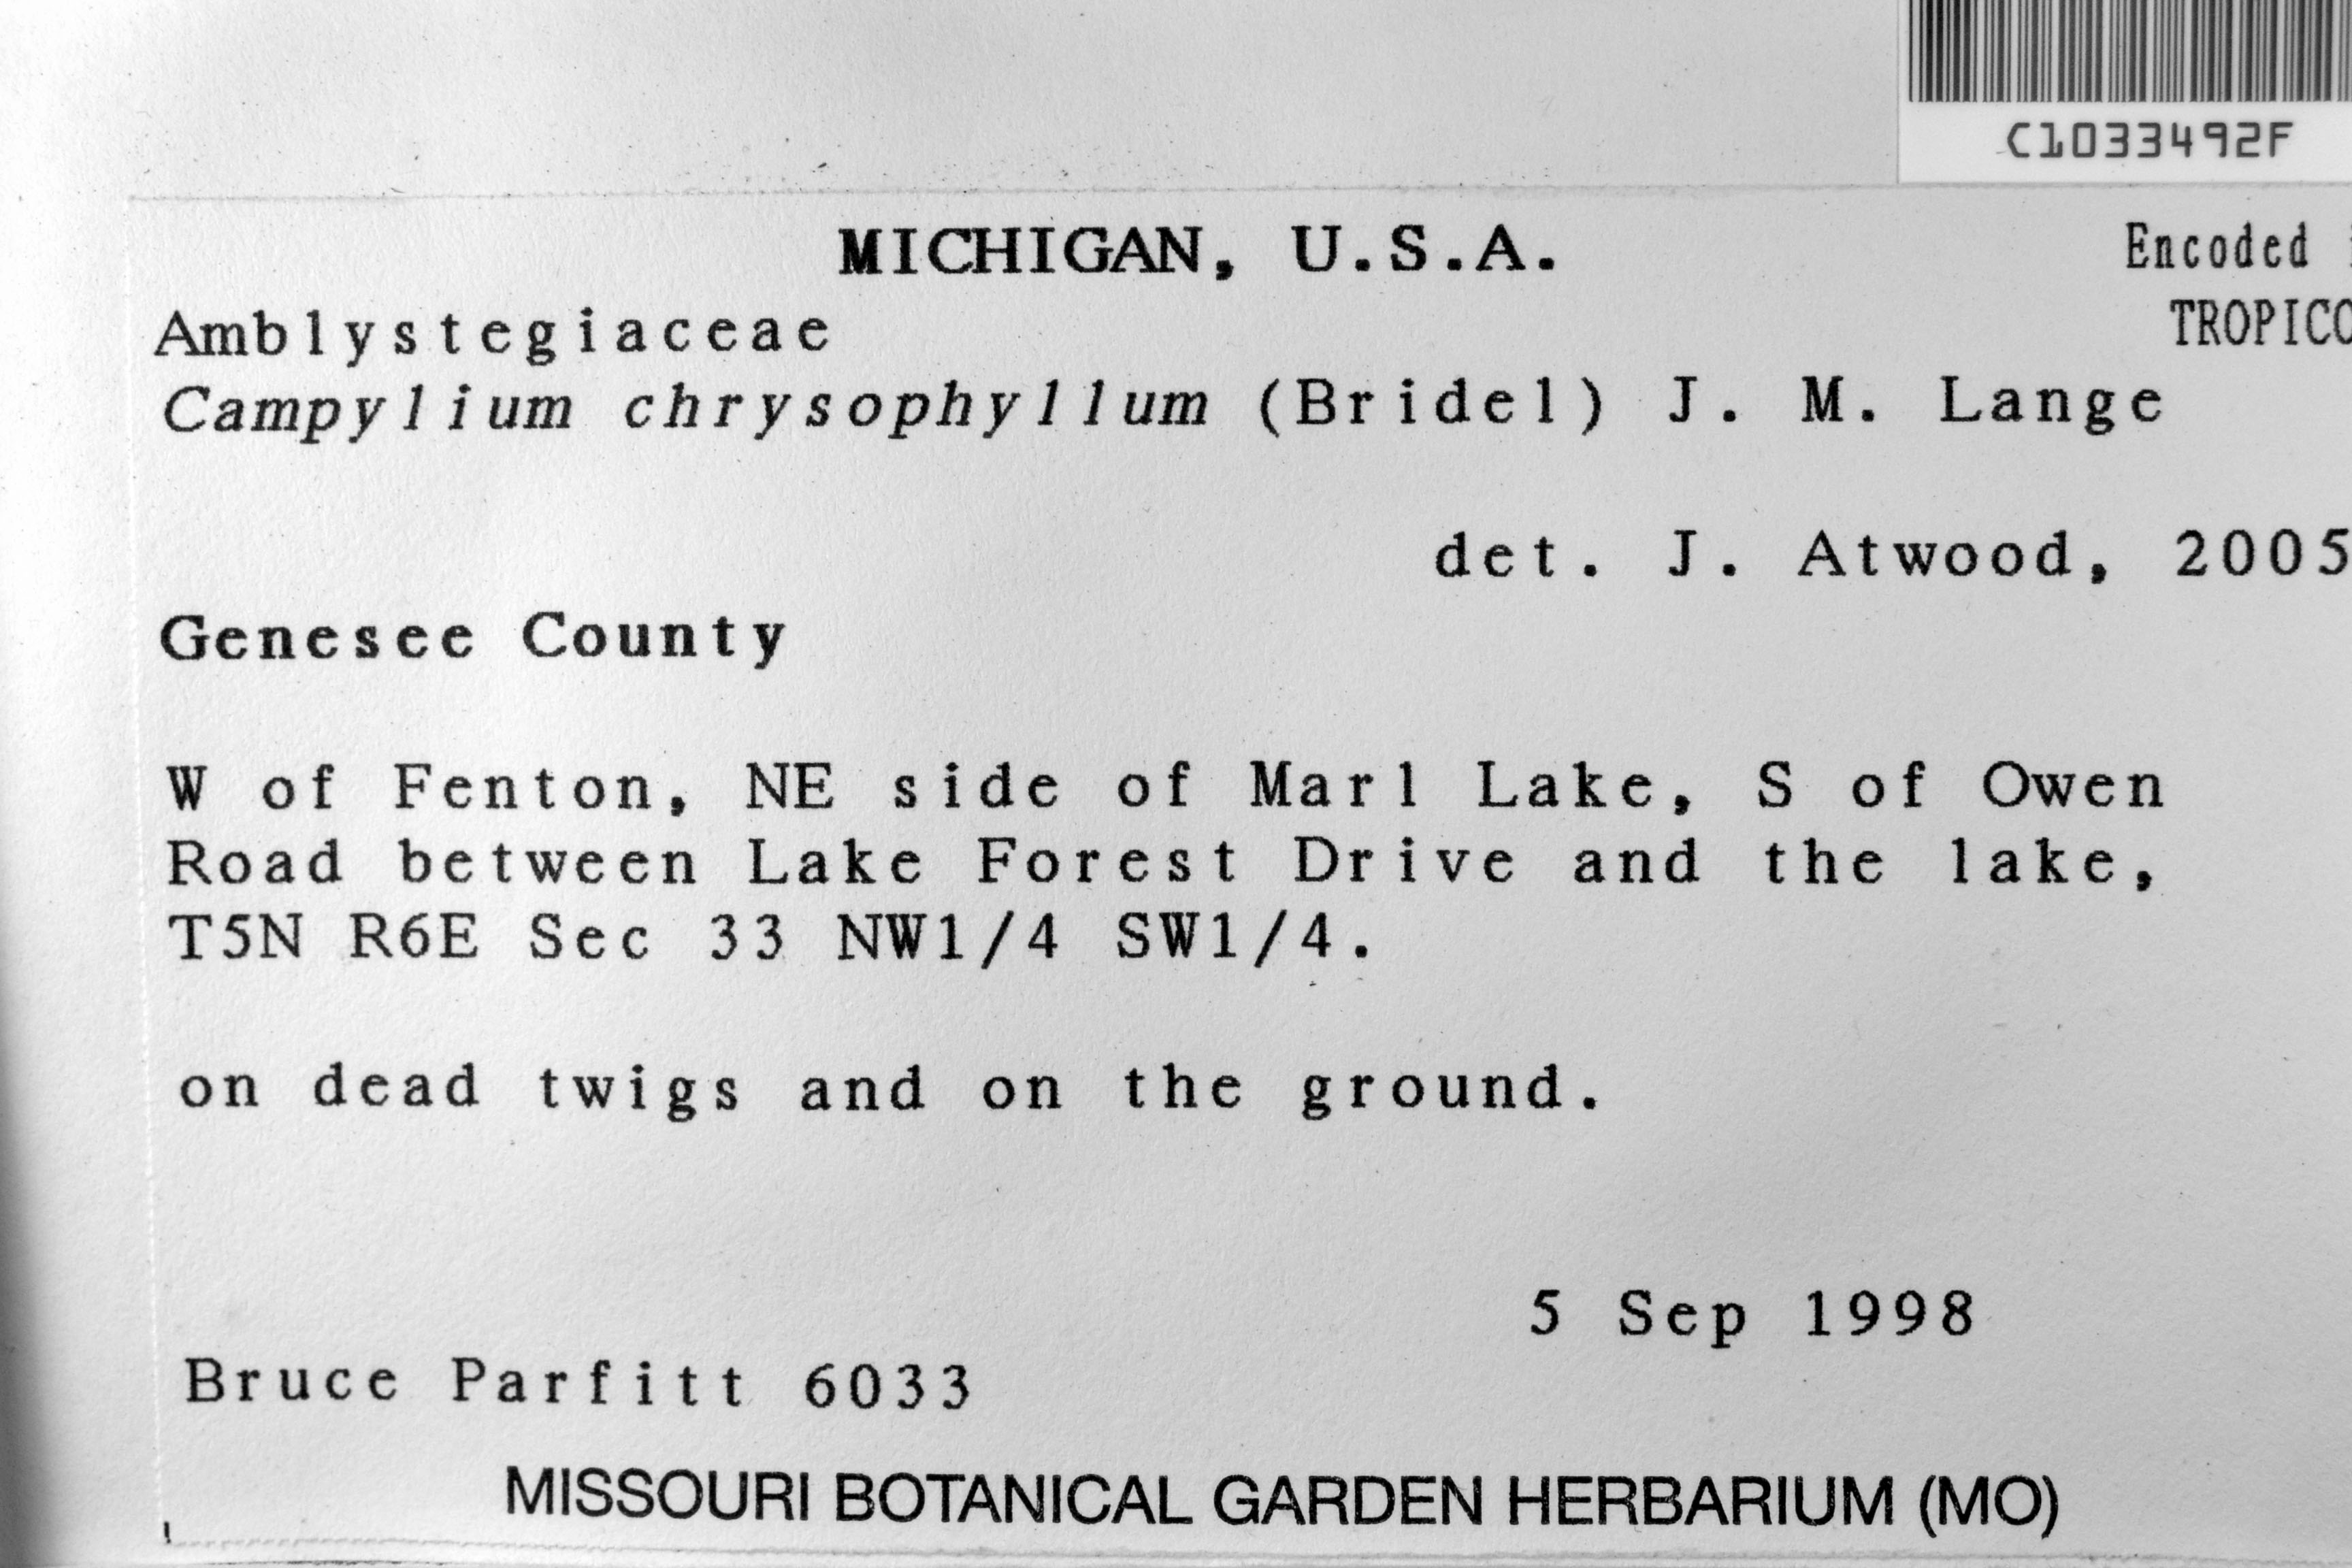 C1033492F
MICHIGAN, U.S.A.
Encoded
Amblystegiaceae
TROPICO
Campylium chrysophyllum (Bridel) J. M. Lange
det. J. Atwood, 2005
Genesee County
W of Fenton, NE side of Marl Lake, S of Owen
Road between Lake Forest Drive and the lake,
T5N R6E Sec 33 NW1/4 SW1/4.
on dead twigs and on the ground.
5 Sep 1998
Bruce Parfitt 6033
MISSOURI BOTANICAL GARDEN HERBARIUM (MO)